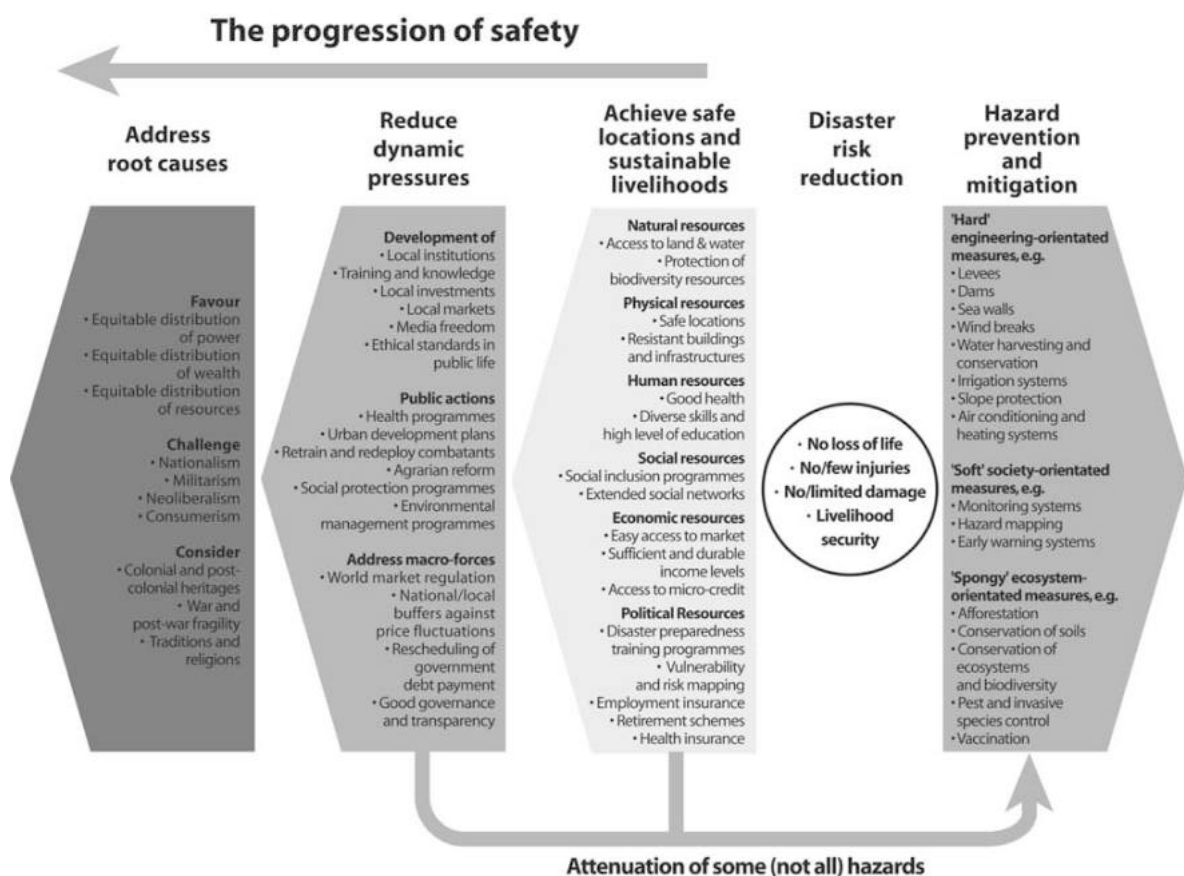 The progression of safety
Address
root causes
Favour
• Equitable distribution
of power
• Equitable distribution
of wealth
• Equitable distribution
of resources
Challenge
• Nationalism
• Militarism
• Neoliberalism
• Consumerism
Consider
• Colonial and post-
colonial heritages
• War and
post-war fragility
• Traditions and
religions
Reduce
dynamic
pressures
Development of
• Local institutions
• Training and knowledge
• Local investments
• Local markets
• Media freedom
• Ethical standards in
public life
Public actions
• Health programmes
• Urban development plans
• Retrain and redeploy combatants
• Agrarian reform
• Social protection programmes
• Environmental
management programmes
Address macro-forces
• World market regulation
• National/local
buffers against
price fluctuations
• Rescheduling of
government
debt payment
• Good governance
and transparency
Achieve safe
locations and
sustainable
livelihoods
Natural resources
• Access to land & water
• Protection of
biodiversity resources
Physical resources
• Safe locations
• Resistant buildings
and infrastructures
Human resources
• Good health
• Diverse skills and
high level of education
Social resources
• Social inclusion programmes
• Extended social networks
Economic resources
• Easy access to market
• Sufficient and durable
income levels
• Access to micro-credit
Political Resources
• Disaster preparedness
training programmes
• Vulnerability
and risk mapping
• Employment insurance
• Retirement schemes
• Health insurance
Disaster
risk
reduction
• No loss of life
• No/few injuries
• No/limited damage
• Livelihood
security
Hazard
prevention
and
mitigation
'Hard'
engineering-orientated
measures, e.g.
• Levees
• Dams
• Sea walls
• Wind breaks
• Water harvesting and
conservation
• Irrigation systems
• Slope protection
• Air conditioning and
heating systems
'Soft' society-orientated
measures, e.g.
• Monitoring systems
• Hazard mapping
• Early warning systems
'Spongy' ecosystem-
orientated measures, e.g.
• Afforestation
• Conservation of soils
• Conservation of
ecosystems
and biodiversity
• Pest and invasive
species control
• Vaccination
Attenuation of some (not all) hazards